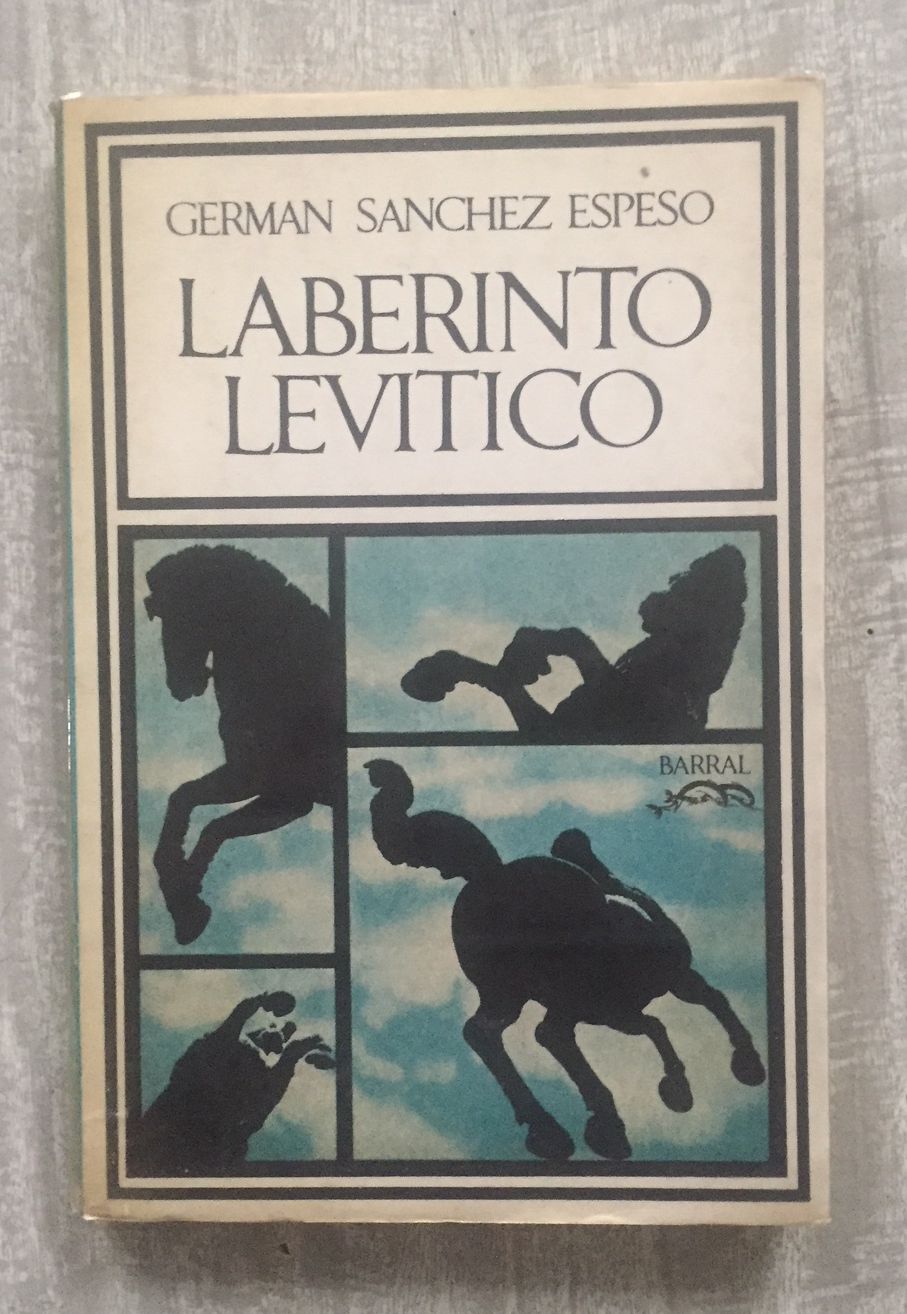 GERMAN SANCHEZ ESPESO
LABERINTO
LEVITICO
BARRAL